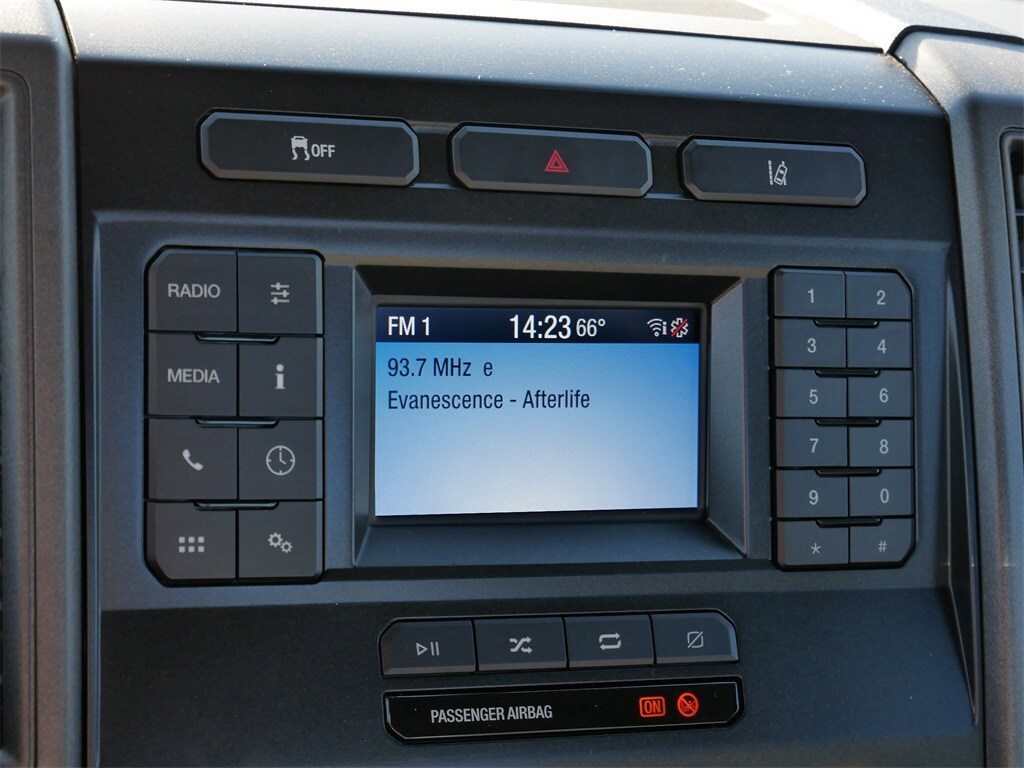 OFF
RADIO
MEDIA
i
FM 1 14:23 66°
93.7 MHz e
Evanescence - Afterlife
1 2
3 4
5 6
7 8
9 0
* #
PASSENGER AIRBAG ON